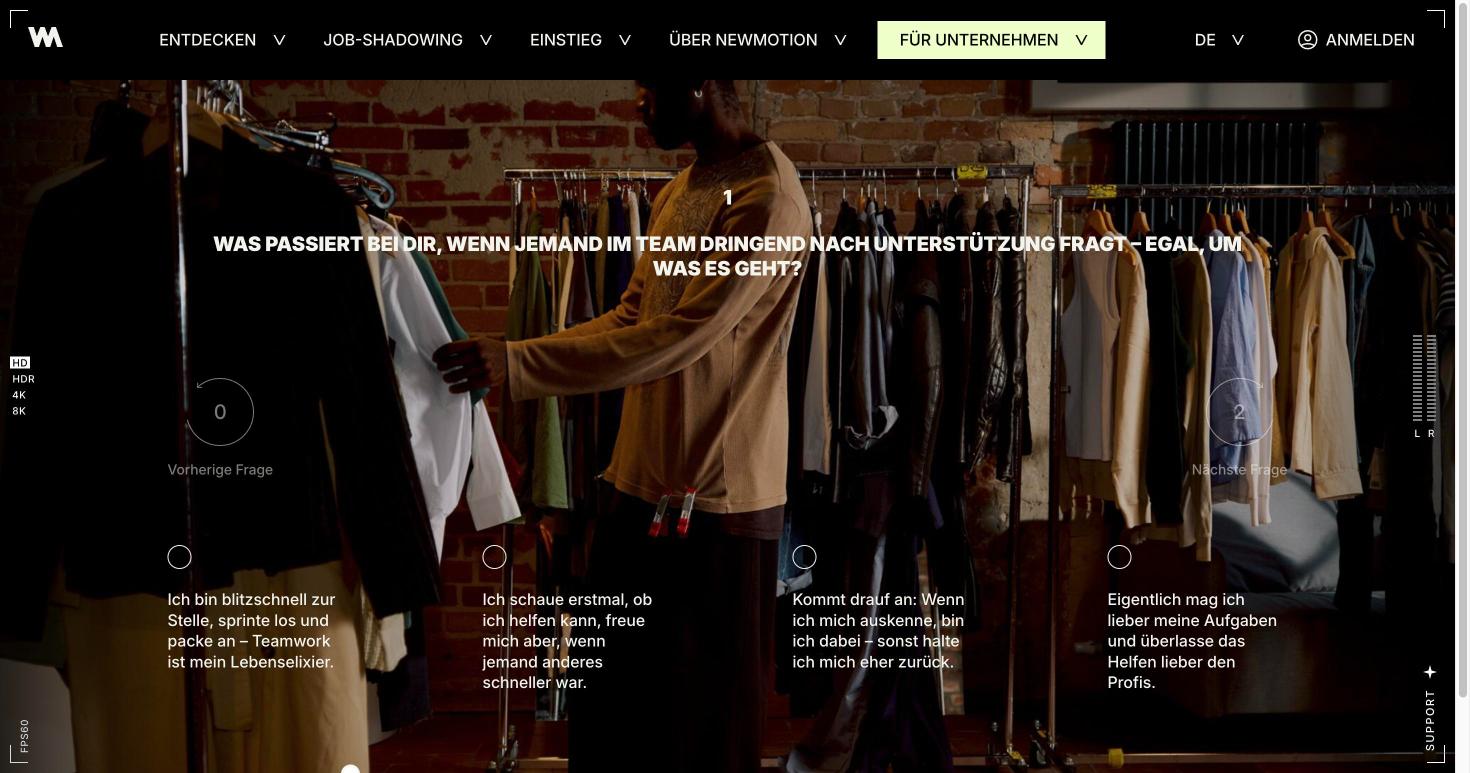 ENTDECKEN
JOB-SHADOWING
EINSTIEG
ÜBER NEWMOTION
FÜR UNTERNEHMEN
DE
ANMELDEN
1
WAS PASSIERT BEI DIR, WENN JEMAND IM TEAM DRINGEND NACH UNTERSTÜTZUNG FRAGT – EGAL, UM
WAS ES GEHT?
HD
HDR
4K
8K
0
Vorherige Frage
2
Nächste Frage
L R
Ich bin blitzschnell zur
Stelle, sprinte los und
packe an – Teamwork
ist mein Lebenselixier.
Ich schaue erstmal, ob
ich helfen kann, freue
mich aber, wenn
jemand anderes
schneller war.
Kommt drauf an: Wenn
ich mich auskenne, bin
ich dabei – sonst halte
ich mich eher zurück.
Eigentlich mag ich
lieber meine Aufgaben
und überlasse das
Helfen lieber den
Profis.
FPS60
SUPPORT